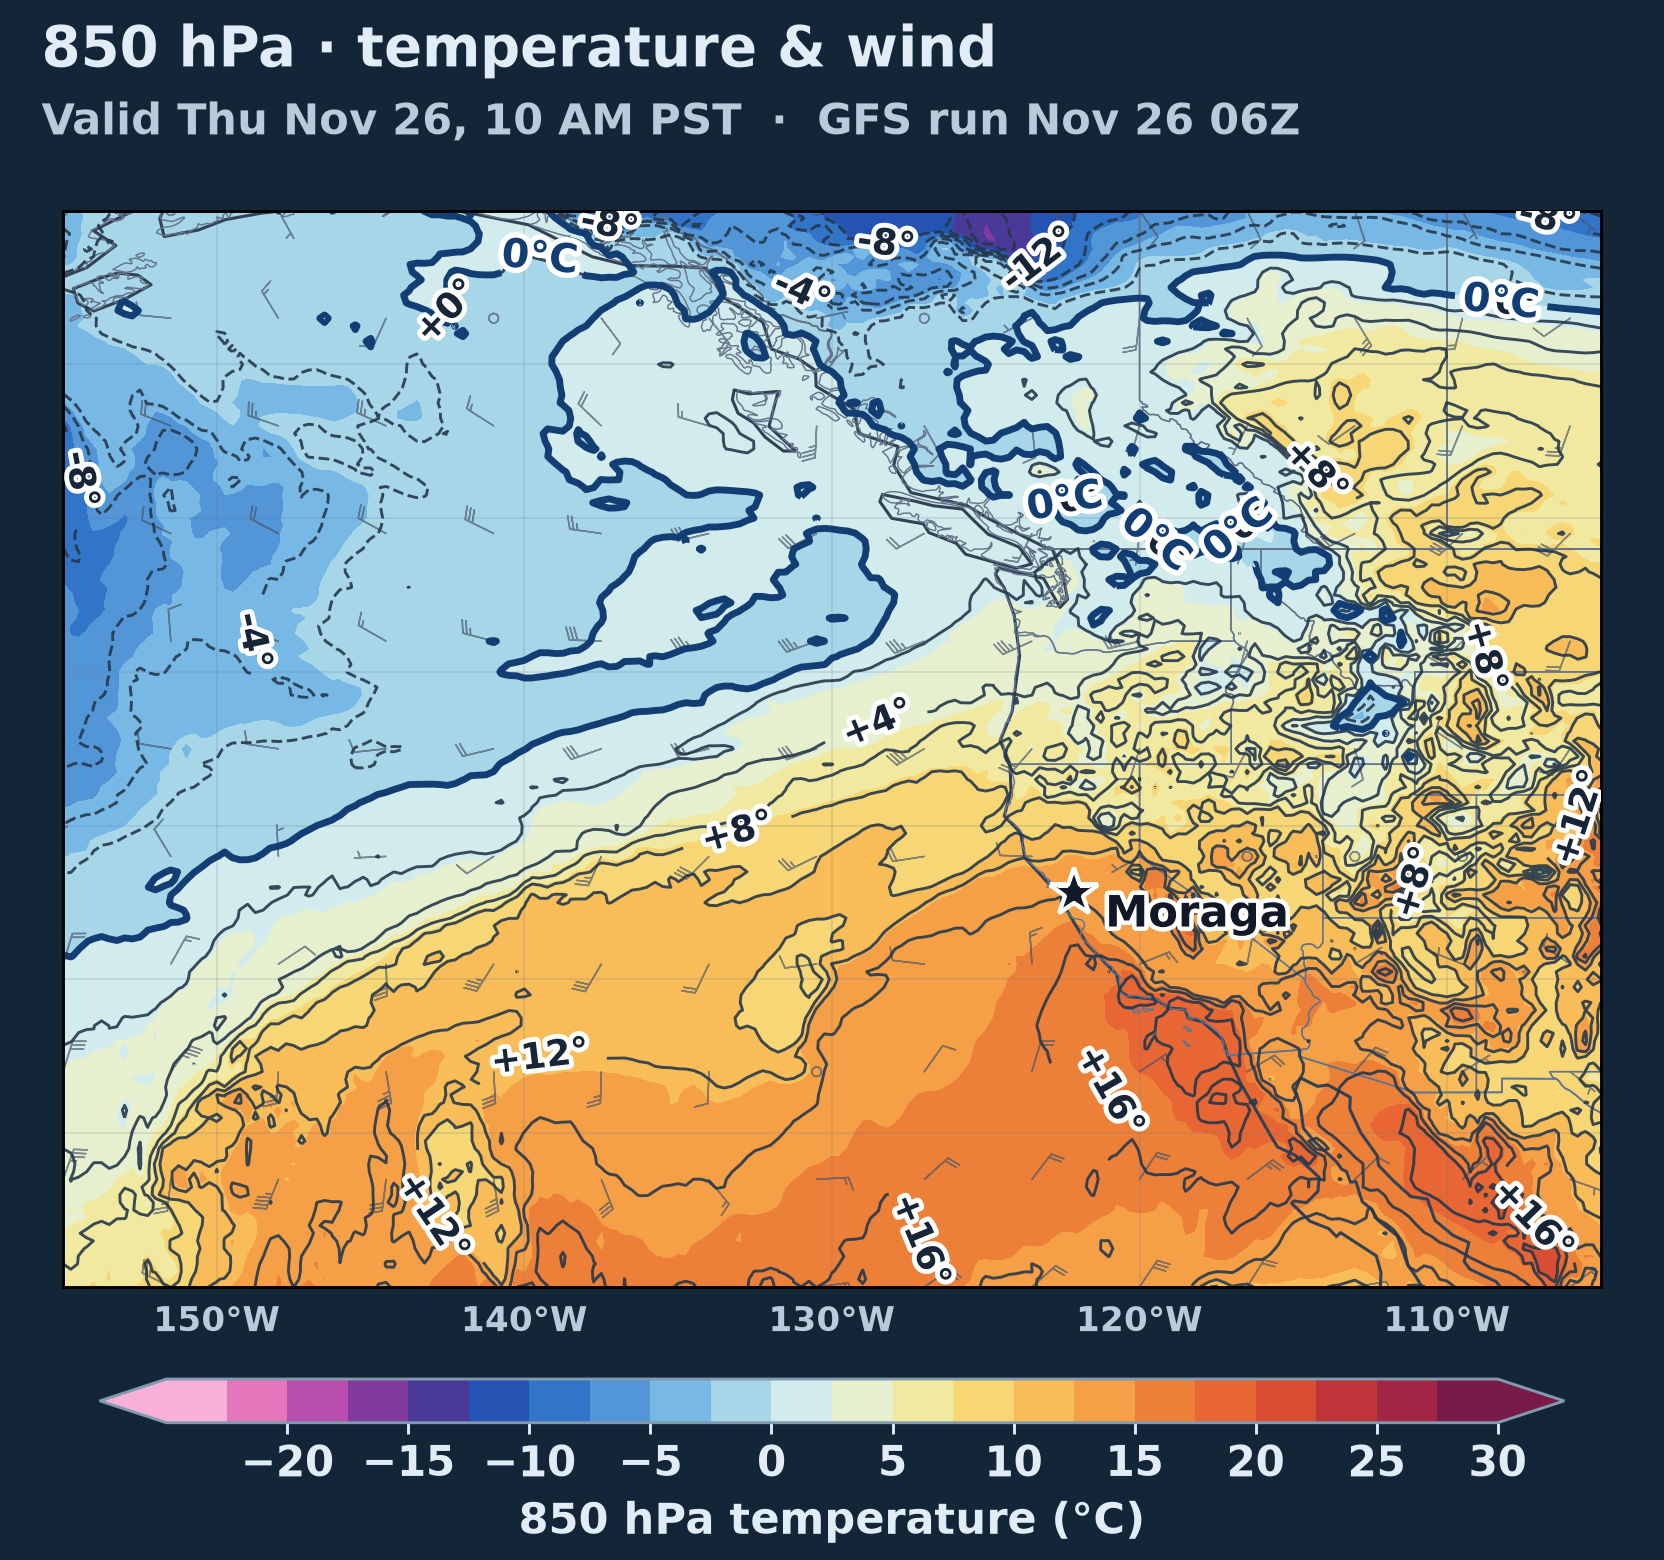 850 hPa · temperature & wind
Valid Thu Nov 26, 10 AM PST · GFS run Nov 26 06Z
-8°
-8°
-8°
0°C
-12°
-4°
+0°
0°C
+8°
-8°
0°C
0°C
0°C
-4°
+8°
+4°
+12°
+8°
+8°
Moraga
+12°
+16°
+12°
+16°
+16°
150°W 140°W 130°W 120°W 110°W
−20 −15 −10 −5 0 5 10 15 20 25 30
850 hPa temperature (°C)